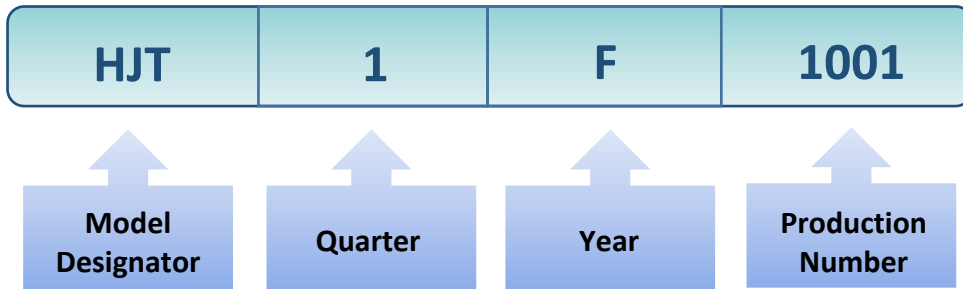 HJT 1 F 1001
Model
Designator
Quarter
Year
Production
Number